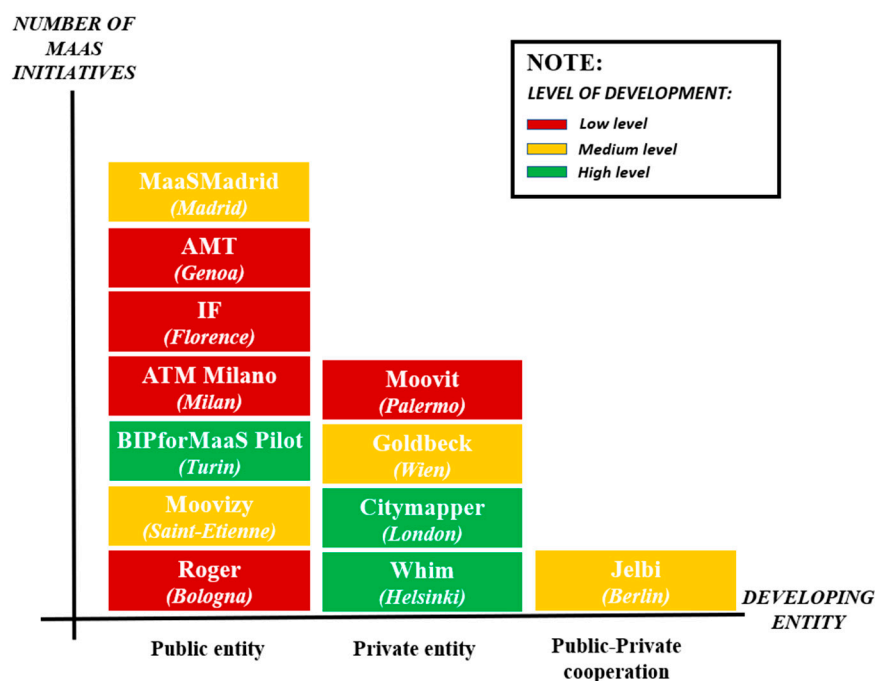 NUMBER OF
MAAS
INITIATIVES
NOTE:
LEVEL OF DEVELOPMENT:
Low level
Medium level
High level
MaaSMadrid
(Madrid)
AMT
(Genoa)
IF
(Florence)
ATM Milano
(Milan)
BIPforMaaS Pilot
(Turin)
Moovizy
(Saint-Etienne)
Roger
(Bologna)
Moovit
(Palermo)
Goldbeck
(Wien)
Citymapper
(London)
Whim
(Helsinki)
Jelbi
(Berlin)
DEVELOPING
ENTITY
Public entity
Private entity
Public-Private
cooperation